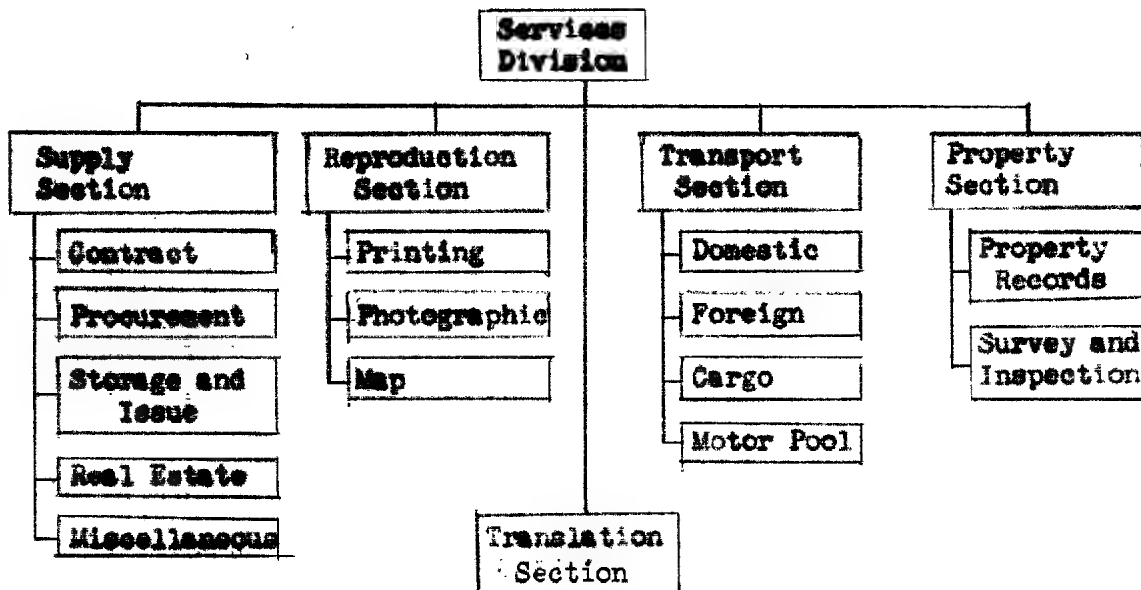 Services
Division
Supply
Section
Contract
Procurement
Storage and
Issue
Real Estate
Miscellaneous
Reproduction
Section
Printing
Photographic
Map
Transport
Section
Domestic
Foreign
Cargo
Motor Pool
Property
Section
Property
Records
Survey and
Inspection
Translation
Section